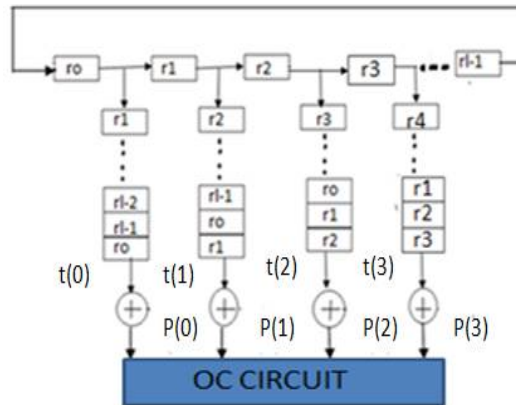 ro r1 r2 r3 rl-1
r1 r2 r3 r4
rl-2 rl-1 ro r1
rl-1 ro r1 r2
ro r1 r2 r3
t(0) t(1) t(2) t(3)
P(0) P(1) P(2) P(3)
OC CIRCUIT